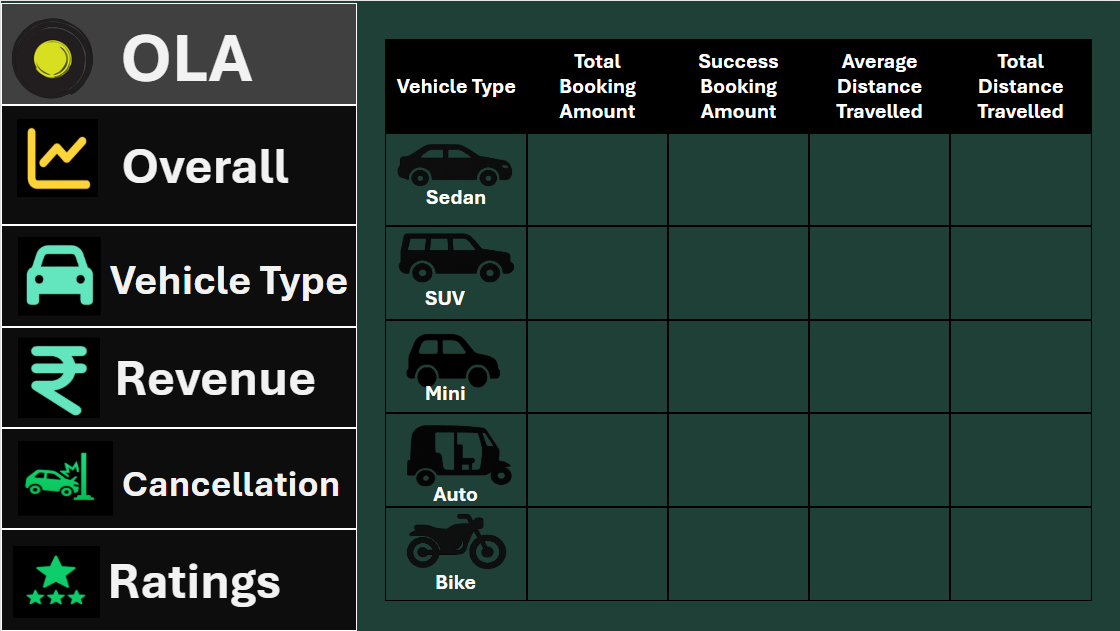 OLA
Overall
Vehicle Type
Revenue
Cancellation
Ratings
Vehicle Type
Total
Booking
Amount
Success
Booking
Amount
Average
Distance
Travelled
Total
Distance
Travelled
Sedan
SUV
Mini
Auto
Bike